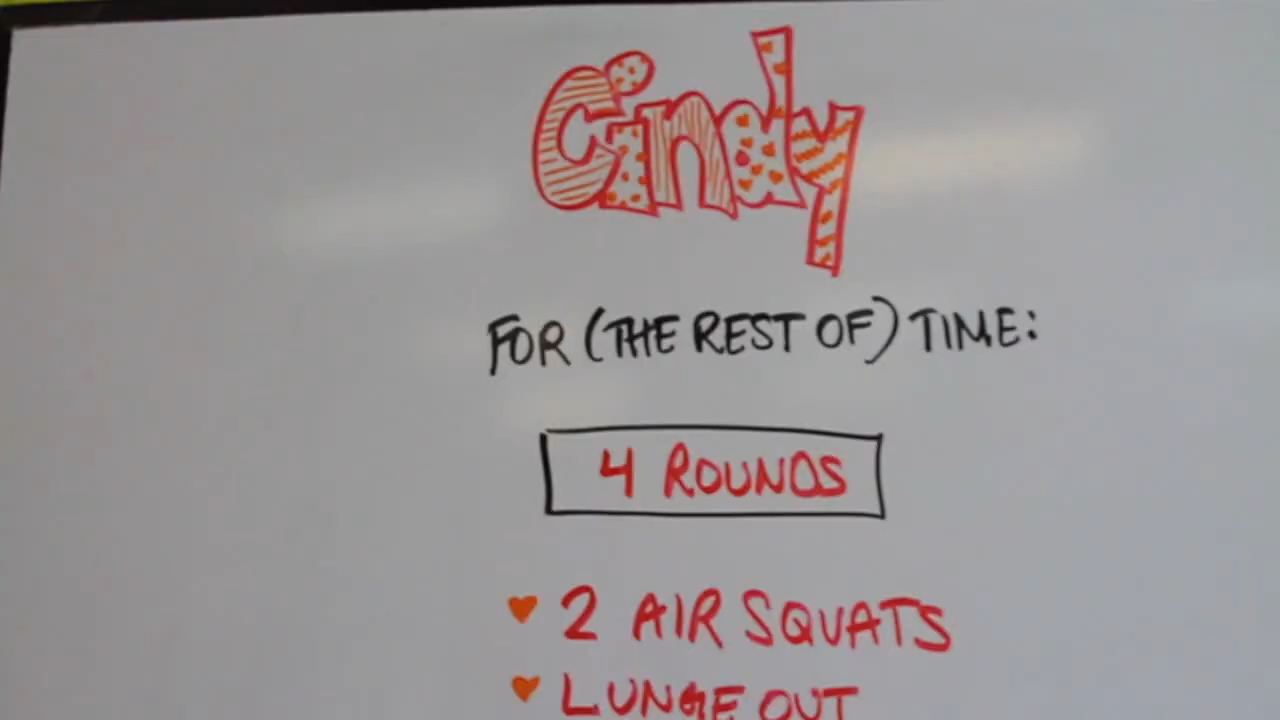 Cindy
FOR (THE REST OF) TIME:
4 ROUNDS
2 AIR SQUATS
LUNGE OUT